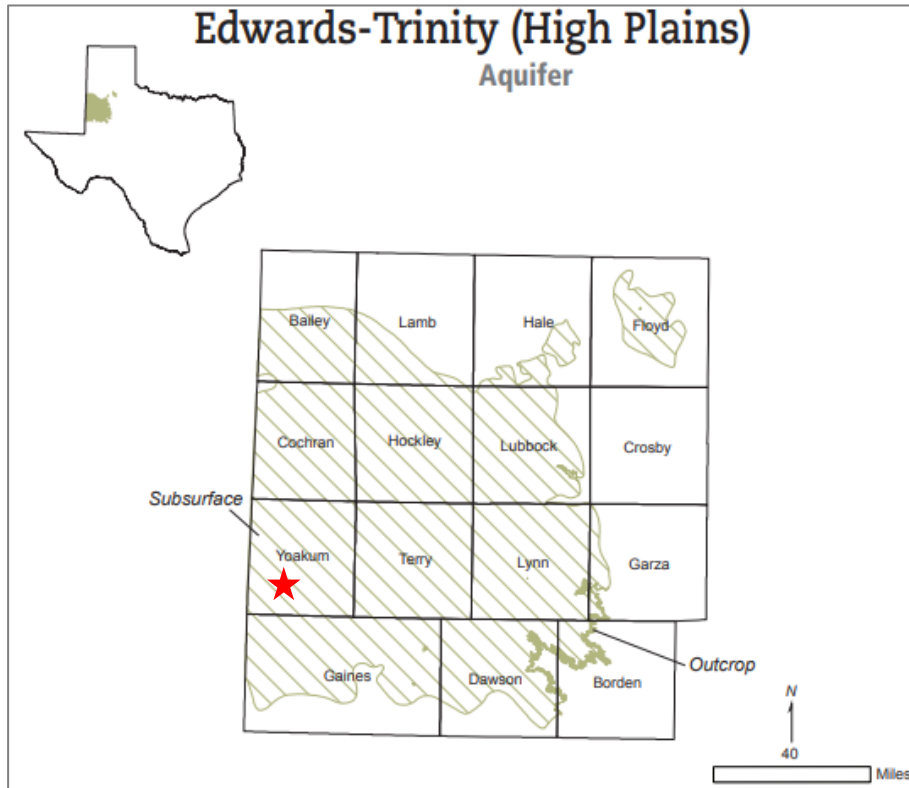 Edwards-Trinity (High Plains)
Aquifer
Bailey
Lamb
Hale
Floyd
Cochran
Hockley
Lubbock
Crosby
Subsurface
Yoakum
Terry
Lynn
Garza
Outcrop
Gaines
Dawson
Borden
N
40
Miles